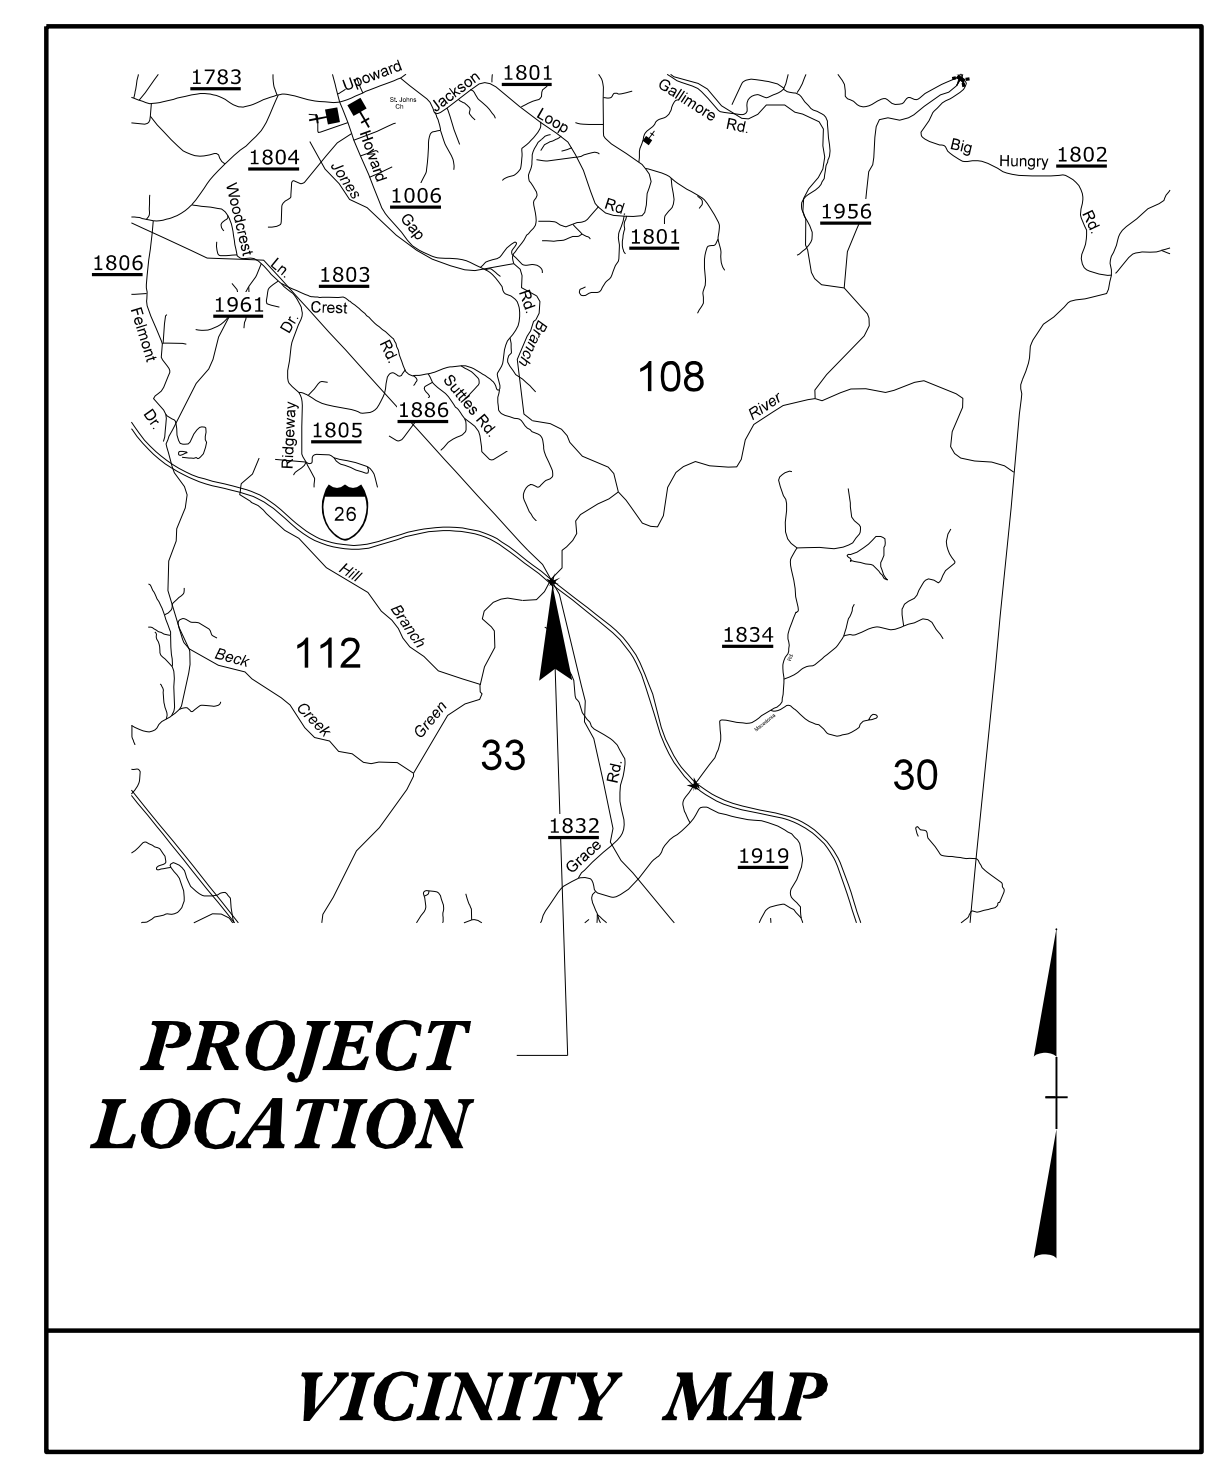 1783
Upoward
St. Johns
Ch
Jackson
1801
Loop
Gallimore Rd.
Big Hungry 1802
Rd.
1804
Howard
Jones
1006
Gap
Rd.
1801
1956
Woodcrest
Ln.
1806
1803
1961
Crest
Dr.
Rd.
Rd.
Branch
Felmont
Dr.
108
River
Suttles Rd.
1886
1805
Ridgeway
26
Hill
Branch
112
Beck
Creek
Green
33
1834
Rd
Macedonia
30
Rd.
1832
Grace
1919
PROJECT
LOCATION
VICINITY MAP